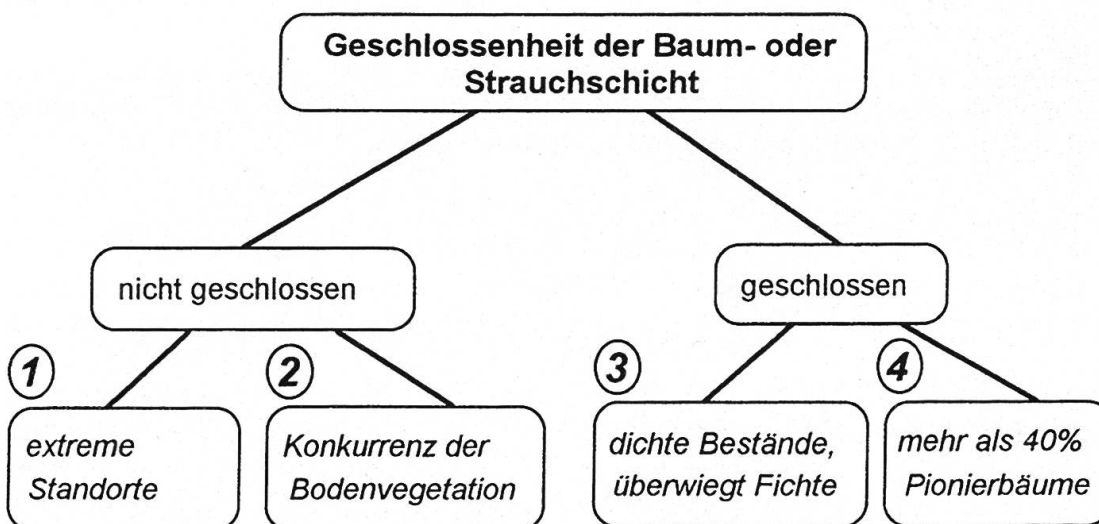 Geschlossenheit der Baum- oder
Strauchschicht
nicht geschlossen
geschlossen
1
2
3
4
extreme
Standorte
Konkurrenz der
Bodenvegetation
dichte Bestände,
überwiegt Fichte
mehr als 40%
Pionierbäume